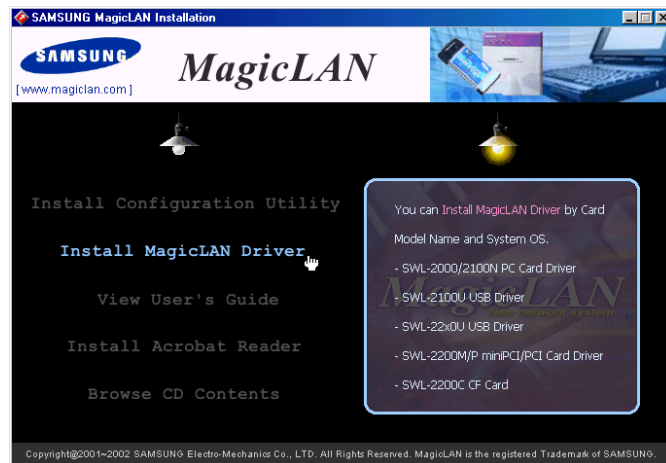 SAMSUNG MagicLAN Installation
SAMSUNG
MagicLAN
[ www.magiclan.com ]
Install Configuration Utility
Install MagicLAN Driver
View User's Guide
Install Acrobat Reader
Browse CD Contents
You can Install MagicLAN Driver by Card
Model Name and System OS.
- SWL-2000/2100N PC Card Driver
- SWL-2100U USB Driver
- SWL-22x0U USB Driver
- SWL-2200M/P miniPCI/PCI Card Driver
- SWL-2200C CF Card
MagicLAN
New network system
Copyright@2001~2002 SAMSUNG Electro-Mechanics Co., LTD. All Rights Reserved. MagicLAN is the registered Trademark of SAMSUNG.